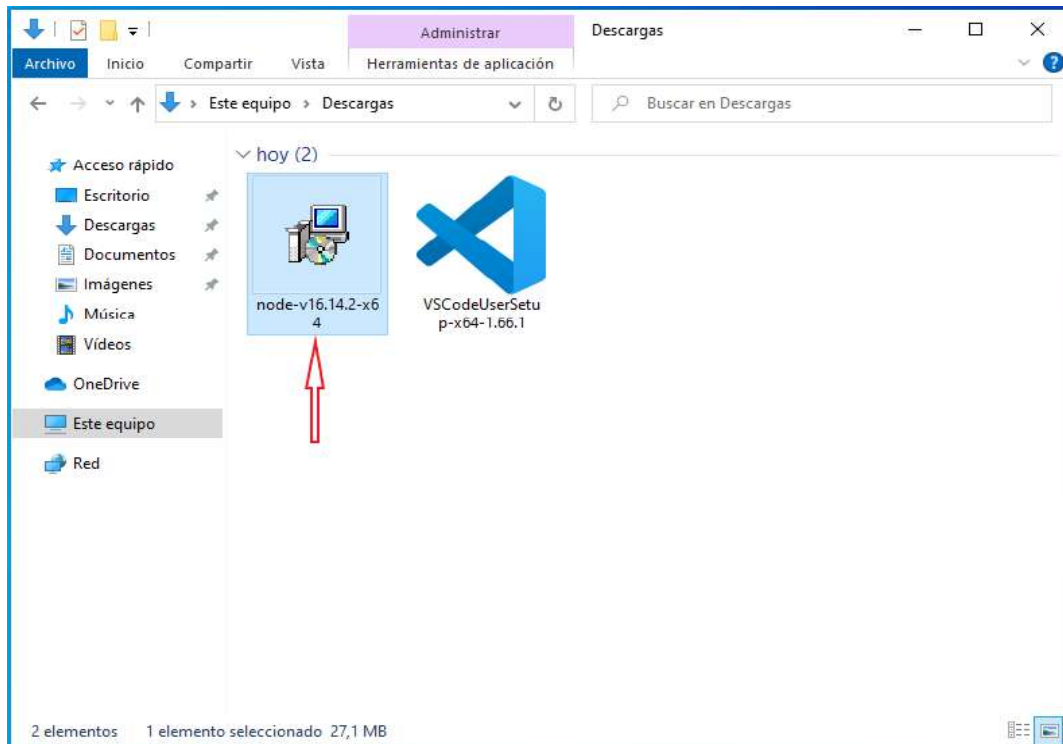 Administrar
Descargas
Archivo
Inicio
Compartir
Vista
Herramientas de aplicación
?
Este equipo > Descargas
Buscar en Descargas
Acceso rápido
Escritorio
Descargas
Documentos
Imágenes
Música
Vídeos
OneDrive
Este equipo
Red
hoy (2)
node-v16.14.2-x6
4
VSCodeUserSetu
p-x64-1.66.1
2 elementos
1 elemento seleccionado 27,1 MB